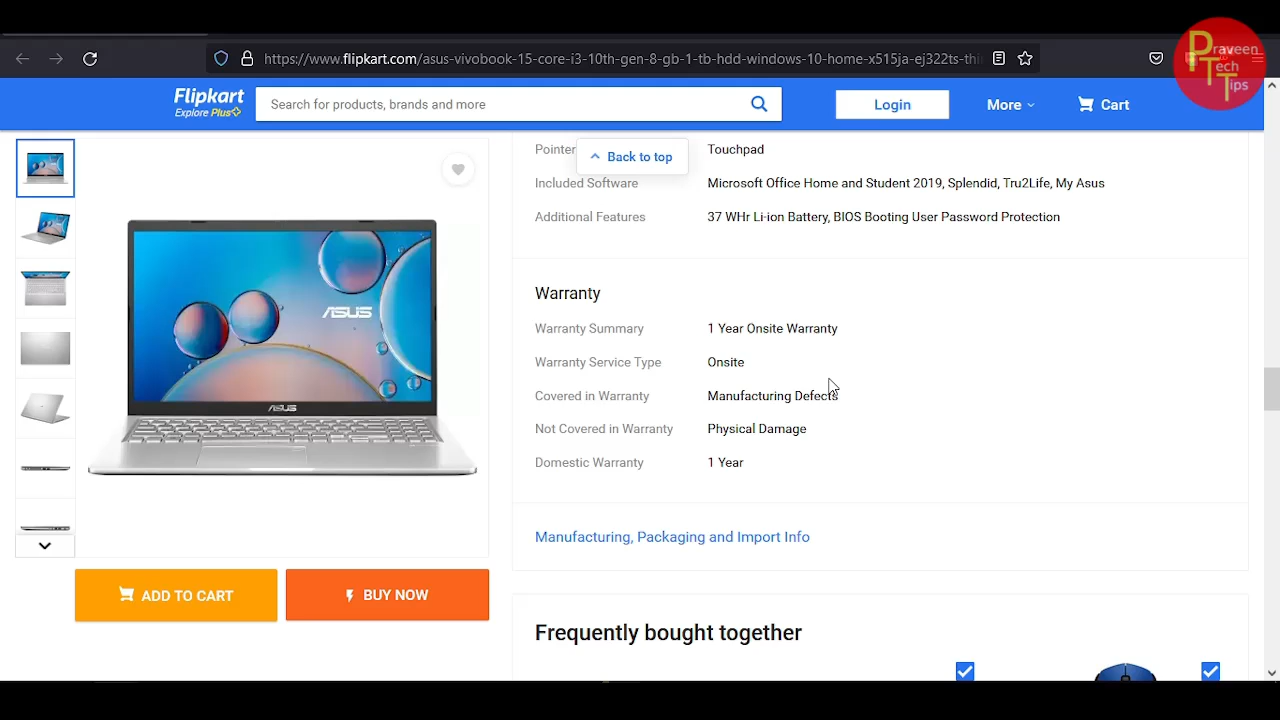 https://www.flipkart.com/asus-vivobook-15-core-i3-10th-gen-8-gb-1-tb-hdd-windows-10-home-x515ja-ej322ts-thi
Praveen
Tech
Tips
Flipkart
Explore Plus
Search for products, brands and more
Login
More
Cart
Pointer
Touchpad
Back to top
Included Software
Microsoft Office Home and Student 2019, Splendid, Tru2Life, My Asus
Additional Features
37 WHr Li-ion Battery, BIOS Booting User Password Protection
Warranty
Warranty Summary
1 Year Onsite Warranty
Warranty Service Type
Onsite
Covered in Warranty
Manufacturing Defects
Not Covered in Warranty
Physical Damage
Domestic Warranty
1 Year
Manufacturing, Packaging and Import Info
ASUS
ASUS
ADD TO CART
BUY NOW
Frequently bought together